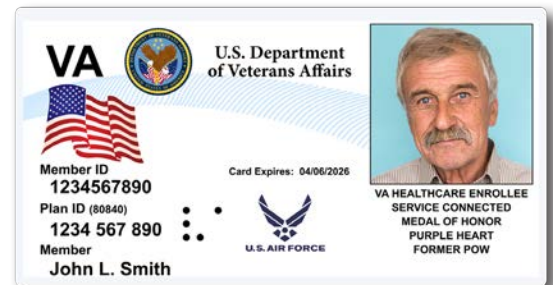 VA
U.S. Department
of Veterans Affairs
Member ID
1234567890
Card Expires: 04/06/2026
Plan ID (80840)
1234 567 890
Member
John L. Smith
U.S. AIR FORCE
VA HEALTHCARE ENROLLEE
SERVICE CONNECTED
MEDAL OF HONOR
PURPLE HEART
FORMER POW